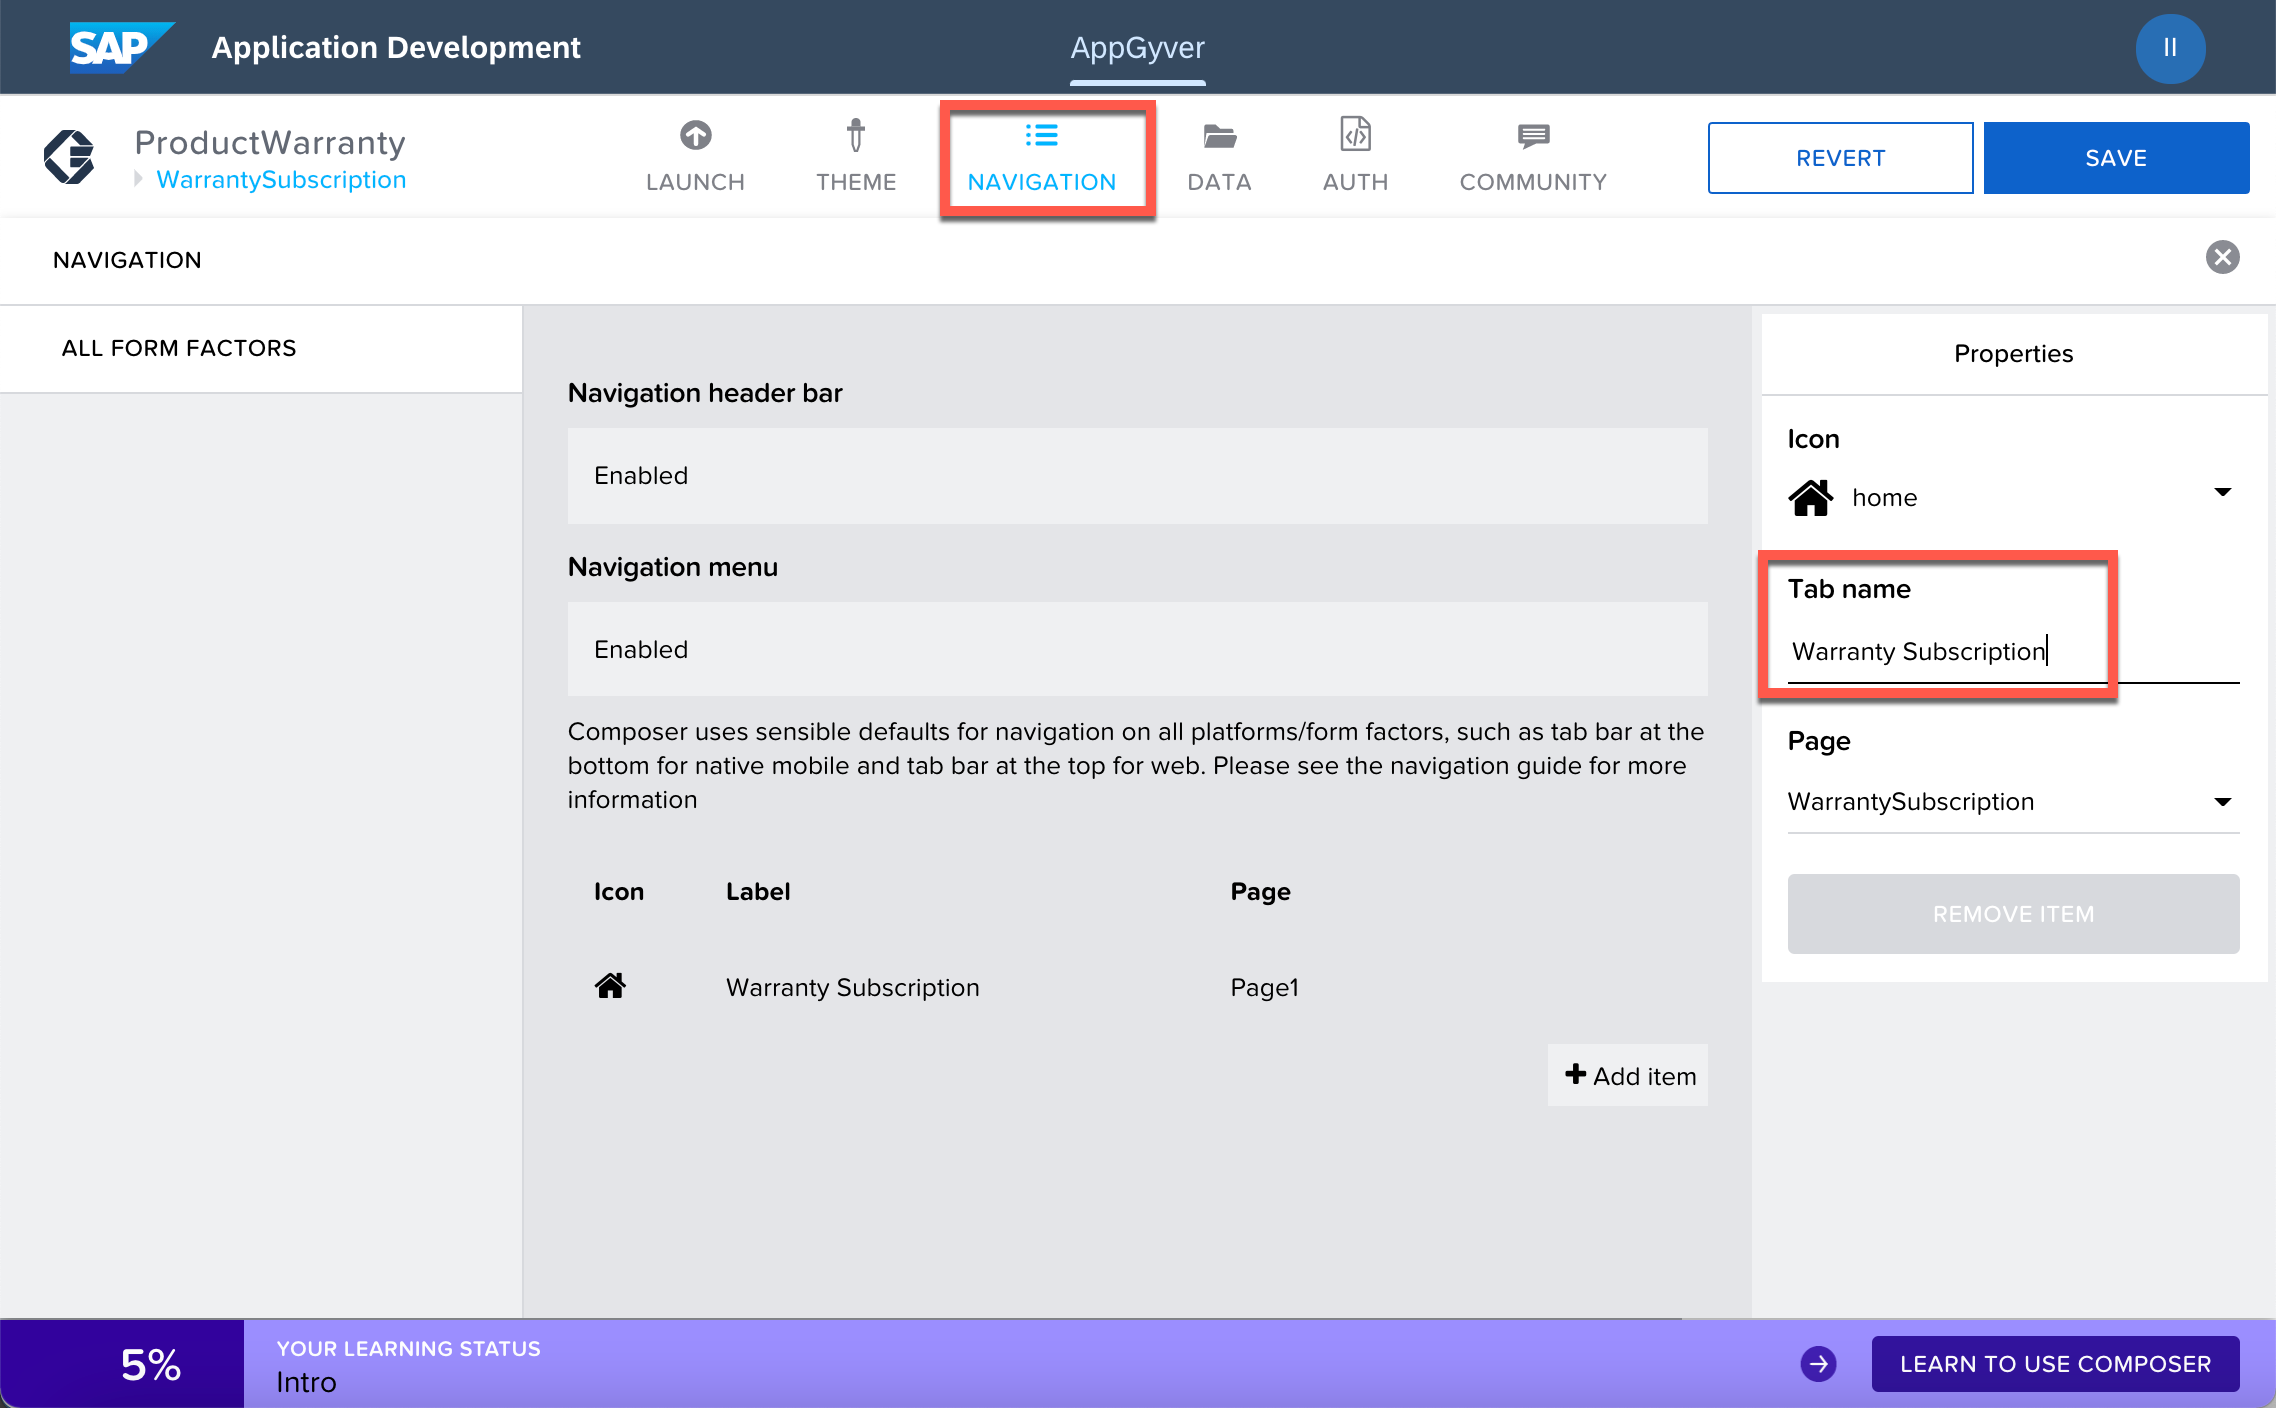 SAP Application Development
AppGyver
II
ProductWarranty
WarrantySubscription
LAUNCH
THEME
NAVIGATION
DATA
AUTH
COMMUNITY
REVERT
SAVE
NAVIGATION
ALL FORM FACTORS
Navigation header bar
Enabled
Navigation menu
Enabled
Composer uses sensible defaults for navigation on all platforms/form factors, such as tab bar at the
bottom for native mobile and tab bar at the top for web. Please see the navigation guide for more
information
Icon Label Page
Warranty Subscription Page1
Add item
Properties
Icon
home
Tab name
Warranty Subscription
Page
WarrantySubscription
REMOVE ITEM
5%
YOUR LEARNING STATUS
Intro
LEARN TO USE COMPOSER